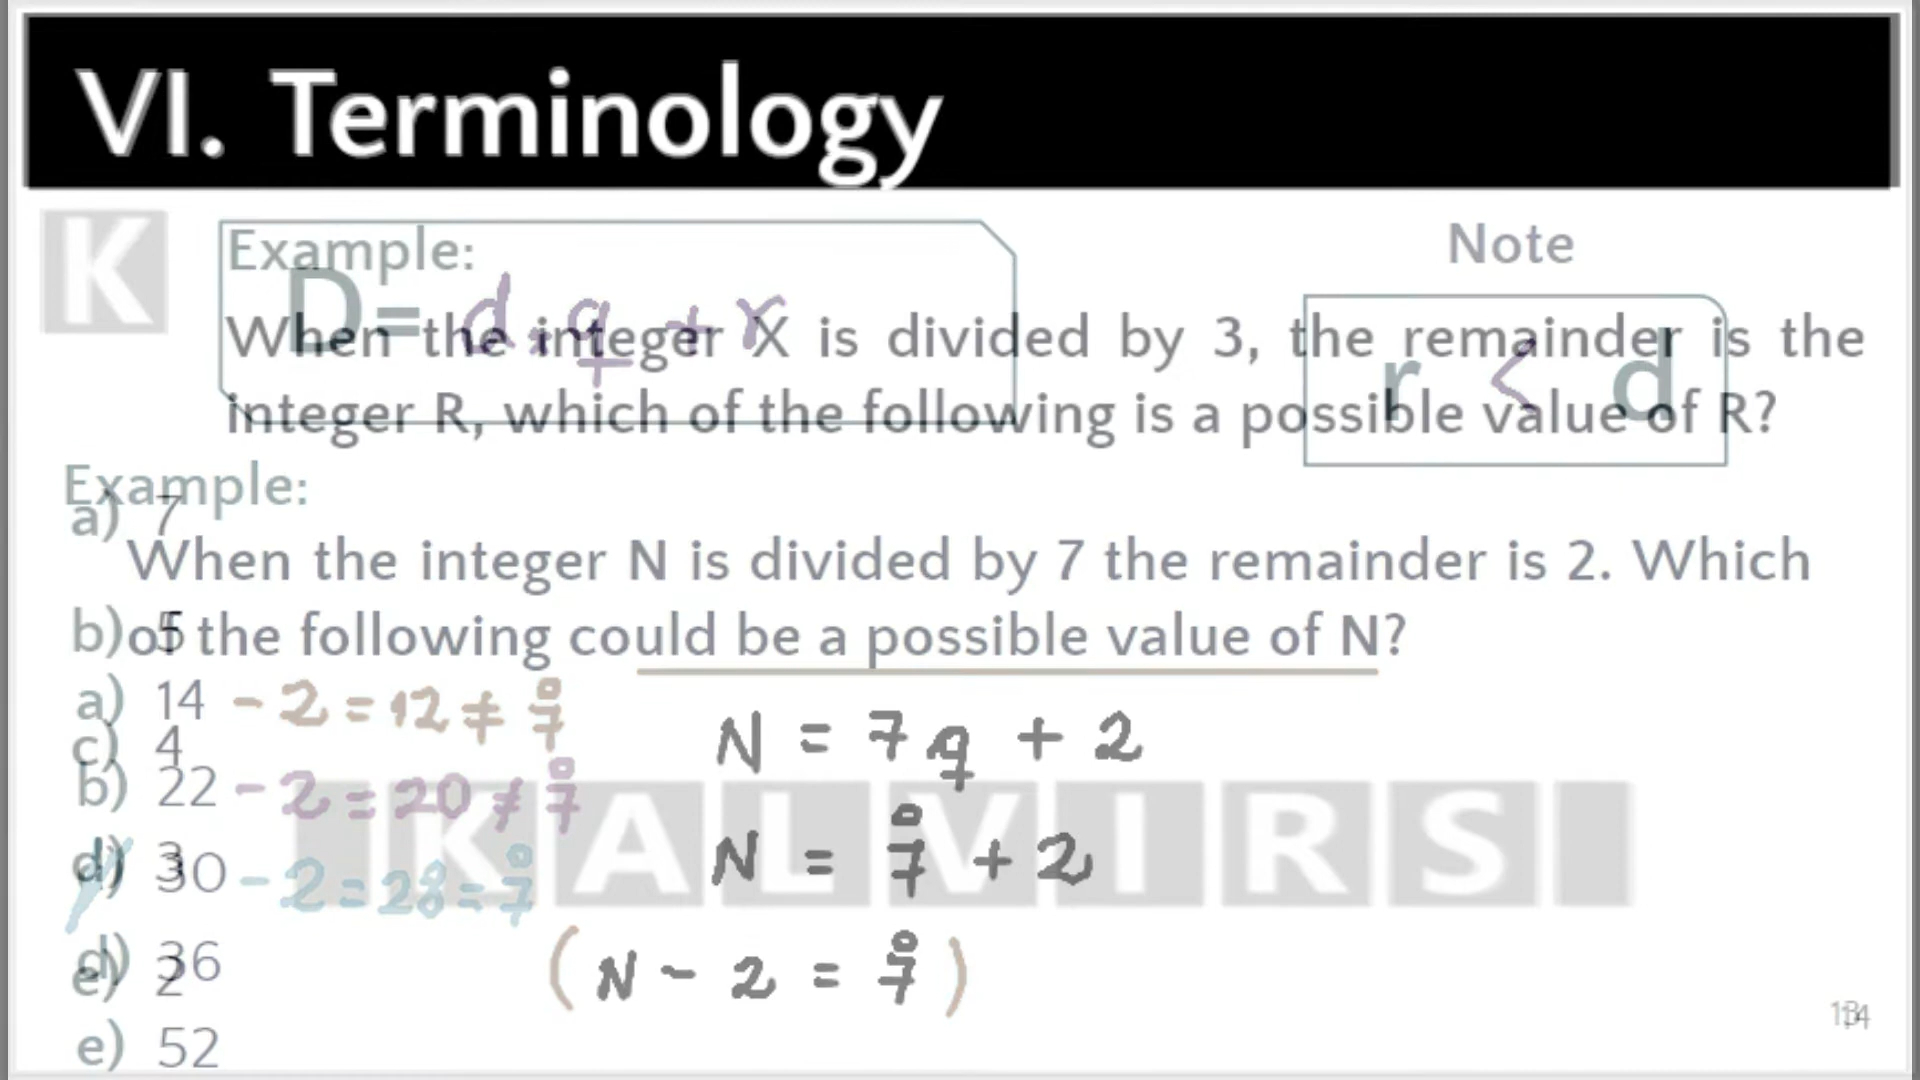 VI. Terminology
K
Example:
D = d . q + r
Note
When the integer X is divided by 3, the remainder is the
integer R, which of the following is a possible value of R?
r < d
Example:
a) 7
When the integer N is divided by 7 the remainder is 2. Which
of the following could be a possible value of N?
b) 5
a) 14 - 2 = 12 ≠ 7̊
N = 7q + 2
c) 4
b) 22 - 2 = 20 ≠ 7̊
KALVIRS
d) 3
c) 30 - 2 = 28 = 7̊
N = 7̊ + 2
d) 36
e) 2
(N - 2 = 7̊)
e) 52
13
14